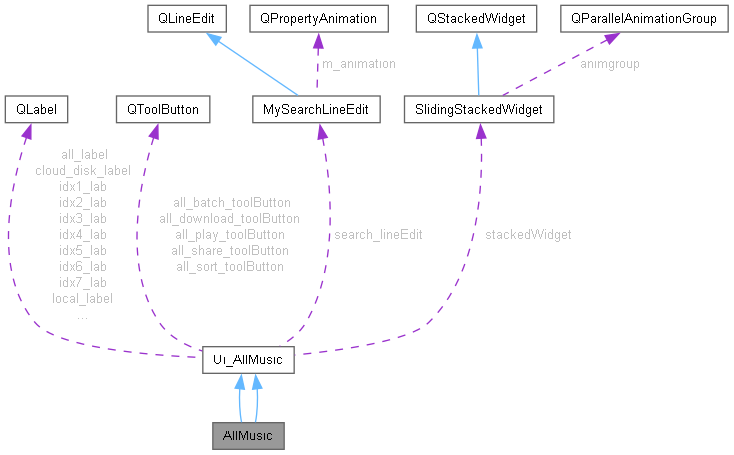 QLineEdit
QPropertyAnimation
QStackedWidget
QParallelAnimationGroup
m_animation
animgroup
QLabel
QToolButton
MySearchLineEdit
SlidingStackedWidget
all_label
cloud_disk_label
idx1_lab
idx2_lab
idx3_lab
idx4_lab
idx5_lab
idx6_lab
idx7_lab
local_label
...
all_batch_toolButton
all_download_toolButton
all_play_toolButton
all_share_toolButton
all_sort_toolButton
search_lineEdit
stackedWidget
Ui_AllMusic
AllMusic